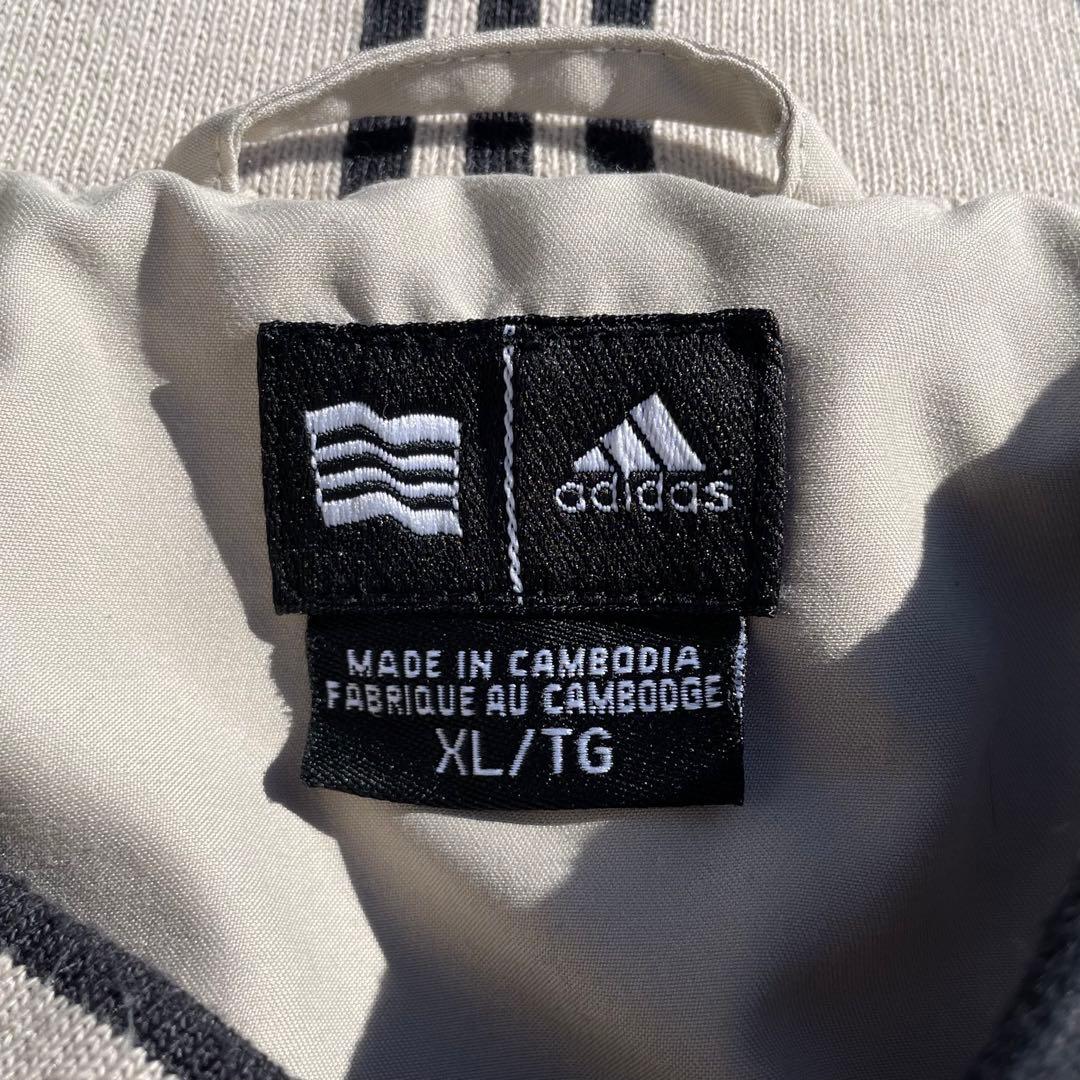 adidas
MADE IN CAMBODIA
FABRIQUE AU CAMBODGE
XL/TG